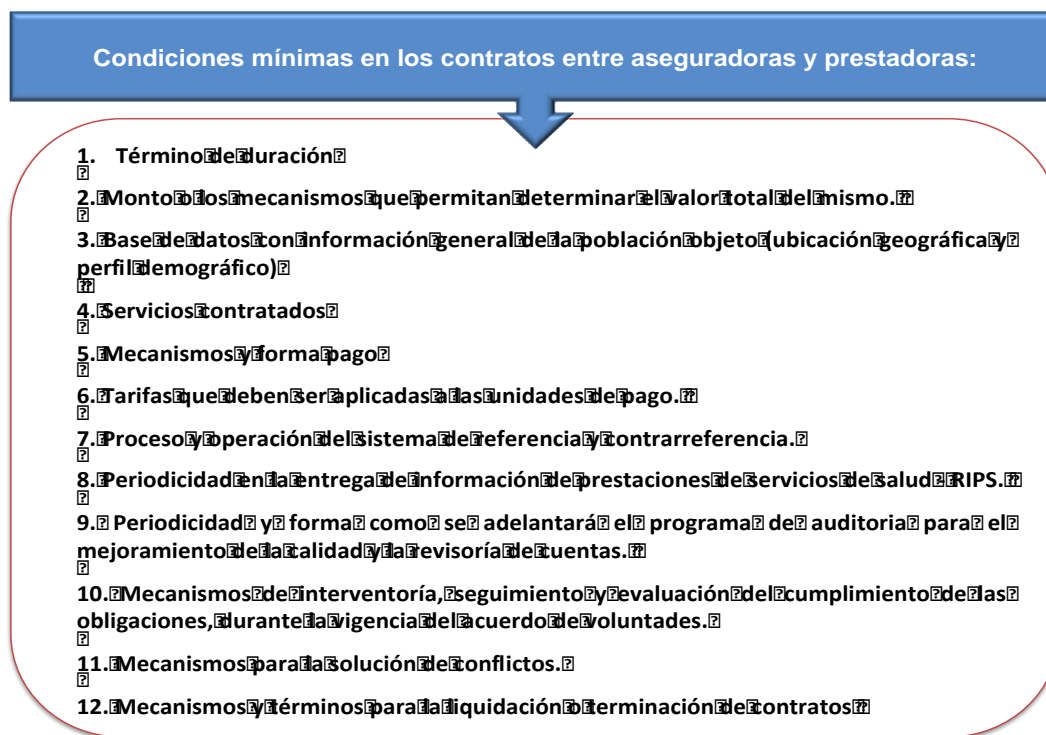 Condiciones mínimas en los contratos entre aseguradoras y prestadoras:
1. Término de duración
2. Monto o los mecanismos que permitan determinar el valor total del mismo.
3. Base de datos con información general de la población objeto (ubicación geográfica y
perfil demográfico)
4. Servicios contratados
5. Mecanismos y forma pago
6. Tarifas que deben ser aplicadas a las unidades de pago.
7. Proceso y operación del sistema de referencia y contrarreferencia.
8. Periodicidad en la entrega de información de prestaciones de servicios de salud - RIPS.
9. Periodicidad y forma como se adelantará el programa de auditoria para el
mejoramiento de la calidad y la revisoría de cuentas.
10. Mecanismos de interventoría, seguimiento y evaluación del cumplimiento de las
obligaciones, durante la vigencia del acuerdo de voluntades.
11. Mecanismos para la solución de conflictos.
12. Mecanismos y términos para la liquidación o terminación de contratos